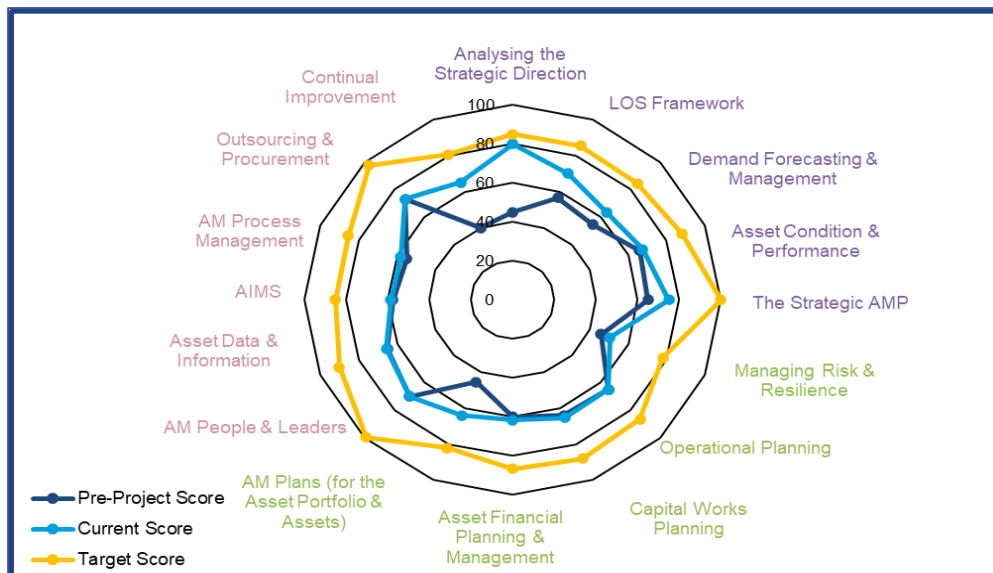 Analysing the
Strategic Direction
Continual
Improvement
LOS Framework
100
Outsourcing &
Procurement
80
Demand Forecasting &
Management
60
AM Process
Management
40
Asset Condition &
Performance
20
AIMS
0
The Strategic AMP
Asset Data &
Information
Managing Risk &
Resilience
AM People & Leaders
Operational Planning
AM Plans (for the
Asset Portfolio &
Assets)
Asset Financial
Planning &
Management
Capital Works
Planning
Pre-Project Score
Current Score
Target Score